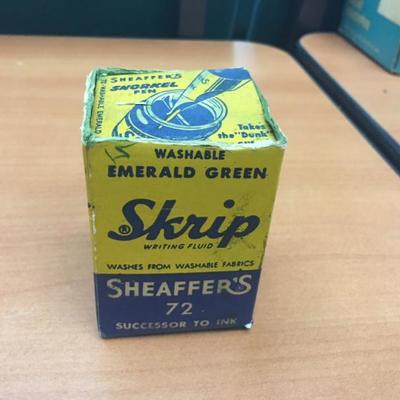 SHEAFFER'S
SNORKEL
PEN
Takes
the "Dunk"
WASHABLE
EMERALD GREEN
Skrip
®
WRITING FLUID
WASHES FROM WASHABLE FABRICS
SHEAFFER'S
72
SUCCESSOR TO INK